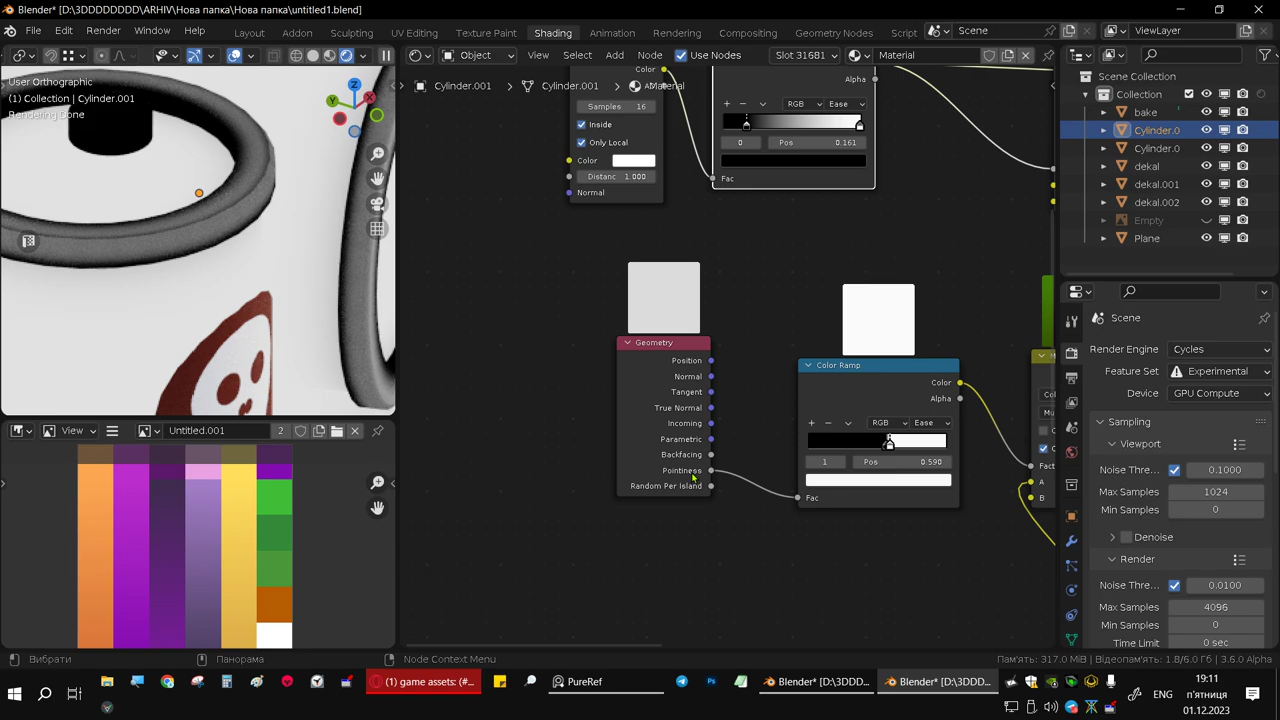 Blender* [D:\3DDDDDDDD\ARHIV\Нова папка\Нова папка\untitled1.blend]
File Edit Render Window Help Layout Addon Sculpting UV Editing Texture Paint Shading Animation Rendering Compositing Geometry Nodes Script Scene ViewLayer
Object View Select Add Node Use Nodes Slot 316B1 Material
User Orthographic
(1) Collection | Cylinder.001
Rendering Done
Cylinder.001 > Cylinder.001 > Material
Color
Samples 16
Inside
Only Local
Color
Distanc 1.000
Normal
Alpha
RGB Ease
0 Pos 0.161
Fac
Geometry
Position
Normal
Tangent
True Normal
Incoming
Parametric
Backfacing
Pointiness
Random Per Island
Color Ramp
Color
Alpha
RGB Ease
1 Pos 0.590
Fac
M
Co
Mu
Fact
A
B
View Untitled.001 2
Scene Collection
Collection
bake
Cylinder.0
Cylinder.0
dekal
dekal.001
dekal.002
Empty
Plane
Scene
Render Engine Cycles
Feature Set Experimental
Device GPU Compute
Sampling
Viewport
Noise Thre... 0.1000
Max Samples 1024
Min Samples 0
Denoise
Render
Noise Thre... 0.0100
Max Samples 4096
Min Samples 0
Time Limit 0 sec
Вибрати Панорама Node Context Menu Пам'ять: 317.0 MiB | Відеопам'ять: 1.8/6.0 GiB | 3.6.0 Alpha
(1) game assets: (#... PureRef Blender* [D:\3DDD... Blender* [D:\3DDD...
ENG
19:11
п'ятниця
01.12.2023